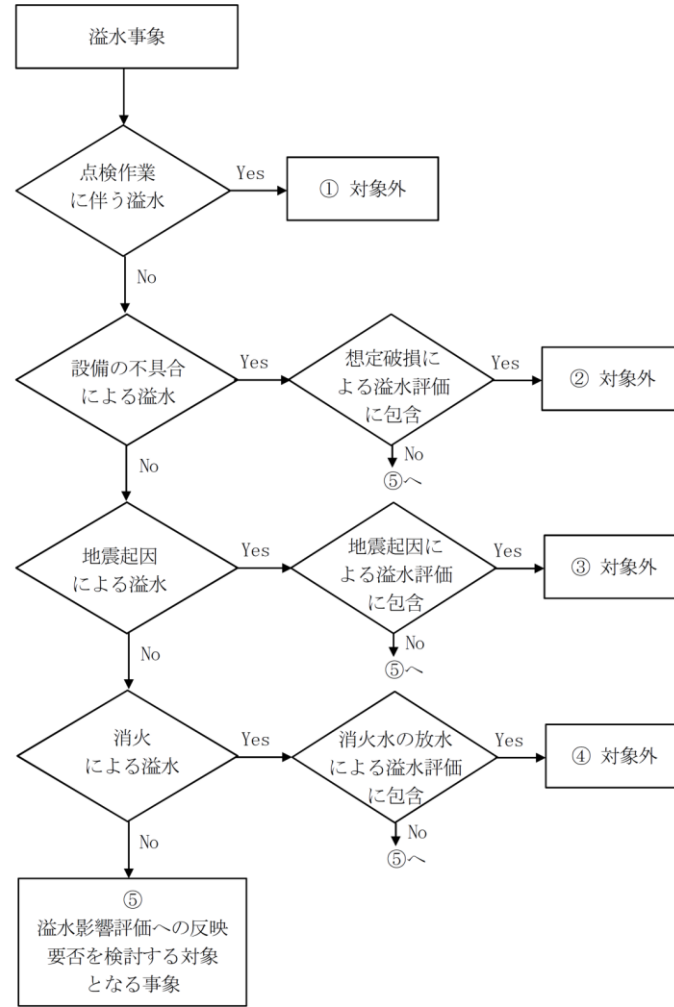 溢水事象
点検作業
に伴う溢水
Yes
① 対象外
No
設備の不具合
による溢水
Yes
想定破損に
よる溢水評価
に包含
Yes
② 対象外
No
⑤へ
No
地震起因
による溢水
Yes
地震起因に
よる溢水評価
に包含
Yes
③ 対象外
No
⑤へ
No
消火
による溢水
Yes
消火水の放水
による溢水評価
に包含
Yes
④ 対象外
No
⑤へ
No
⑤
溢水影響評価への反映
要否を検討する対象
となる事象